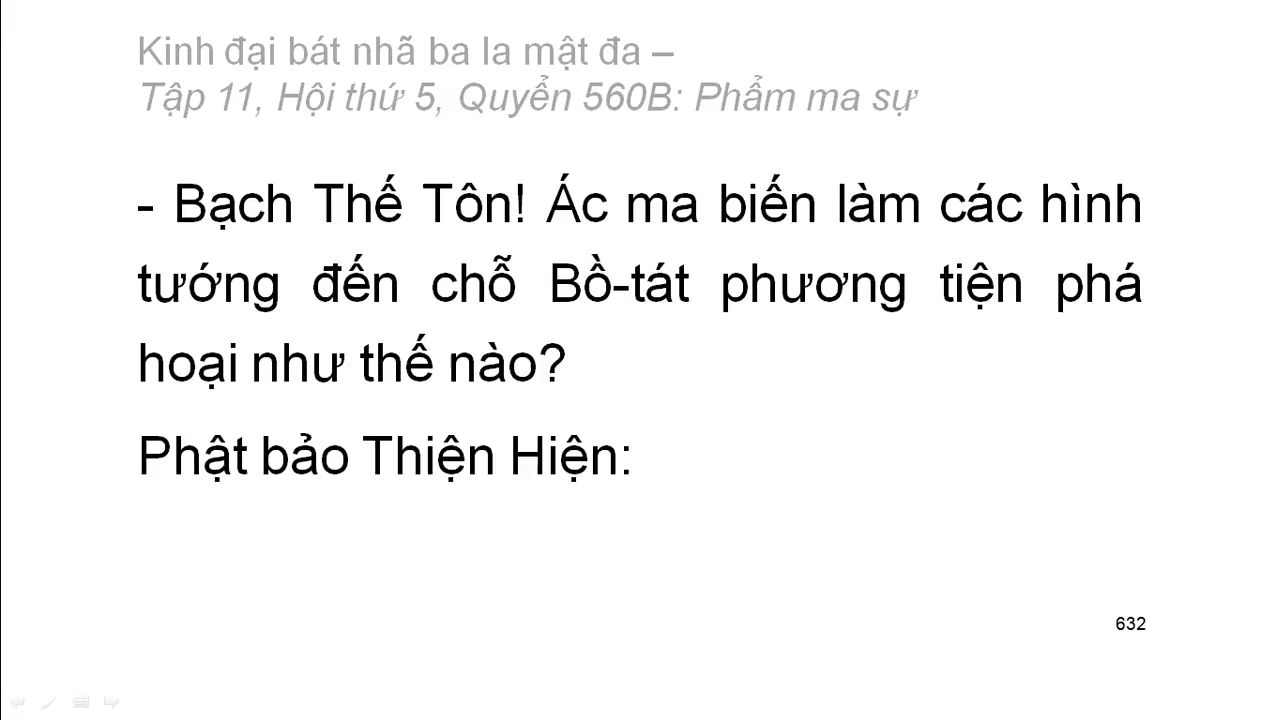 Kinh đại bát nhã ba la mật đa –
Tập 11, Hội thứ 5, Quyển 560B: Phẩm ma sự
- Bạch Thế Tôn! Ác ma biến làm các hình
tướng đến chỗ Bồ-tát phương tiện phá
hoại như thế nào?
Phật bảo Thiện Hiện:
632